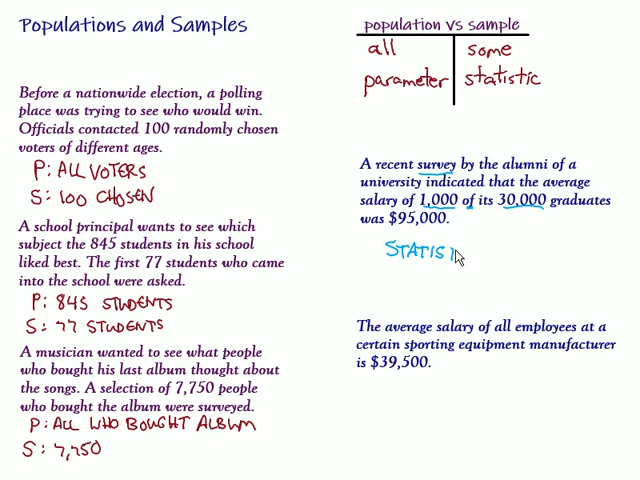 Populations and Samples
Before a nationwide election, a polling
place was trying to see who would win.
Officials contacted 100 randomly chosen
voters of different ages.
P: ALL VOTERS
S: 100 CHOSEN
A school principal wants to see which
subject the 845 students in his school
liked best. The first 77 students who came
into the school were asked.
P: 845 STUDENTS
S: 77 STUDENTS
A musician wanted to see what people
who bought his last album thought about
the songs. A selection of 7,750 people
who bought the album were surveyed.
P: ALL WHO BOUGHT ALBUM
S: 7,750
population vs sample
all some
parameter statistic
A recent survey by the alumni of a
university indicated that the average
salary of 1,000 of its 30,000 graduates
was $95,000.
STATIST
The average salary of all employees at a
certain sporting equipment manufacturer
is $39,500.